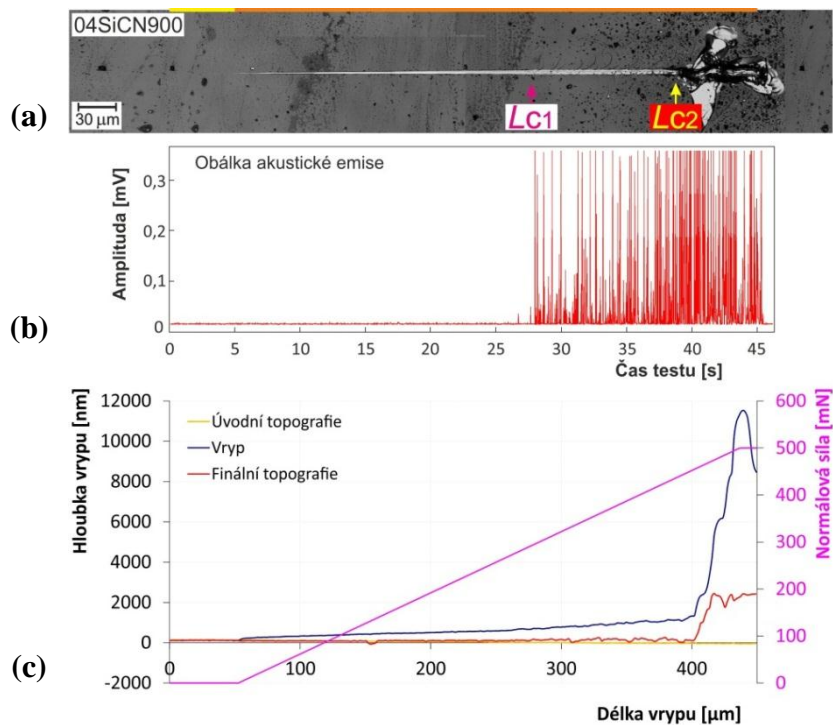 04SiCN900
30 μm
LC1
LC2
(a)
Obálka akustické emise
Amplituda [mV]
0,3
0,2
0,1
0
0 5 10 15 20 25 30 35 40 45
Čas testu [s]
(b)
Hloubka vrypu [nm]
12000
10000
8000
6000
4000
2000
0
-2000
Úvodní topografie
Vryp
Finální topografie
600
500
400
300
200
100
0
Normálová síla [mN]
0 100 200 300 400
Délka vrypu [μm]
(c)